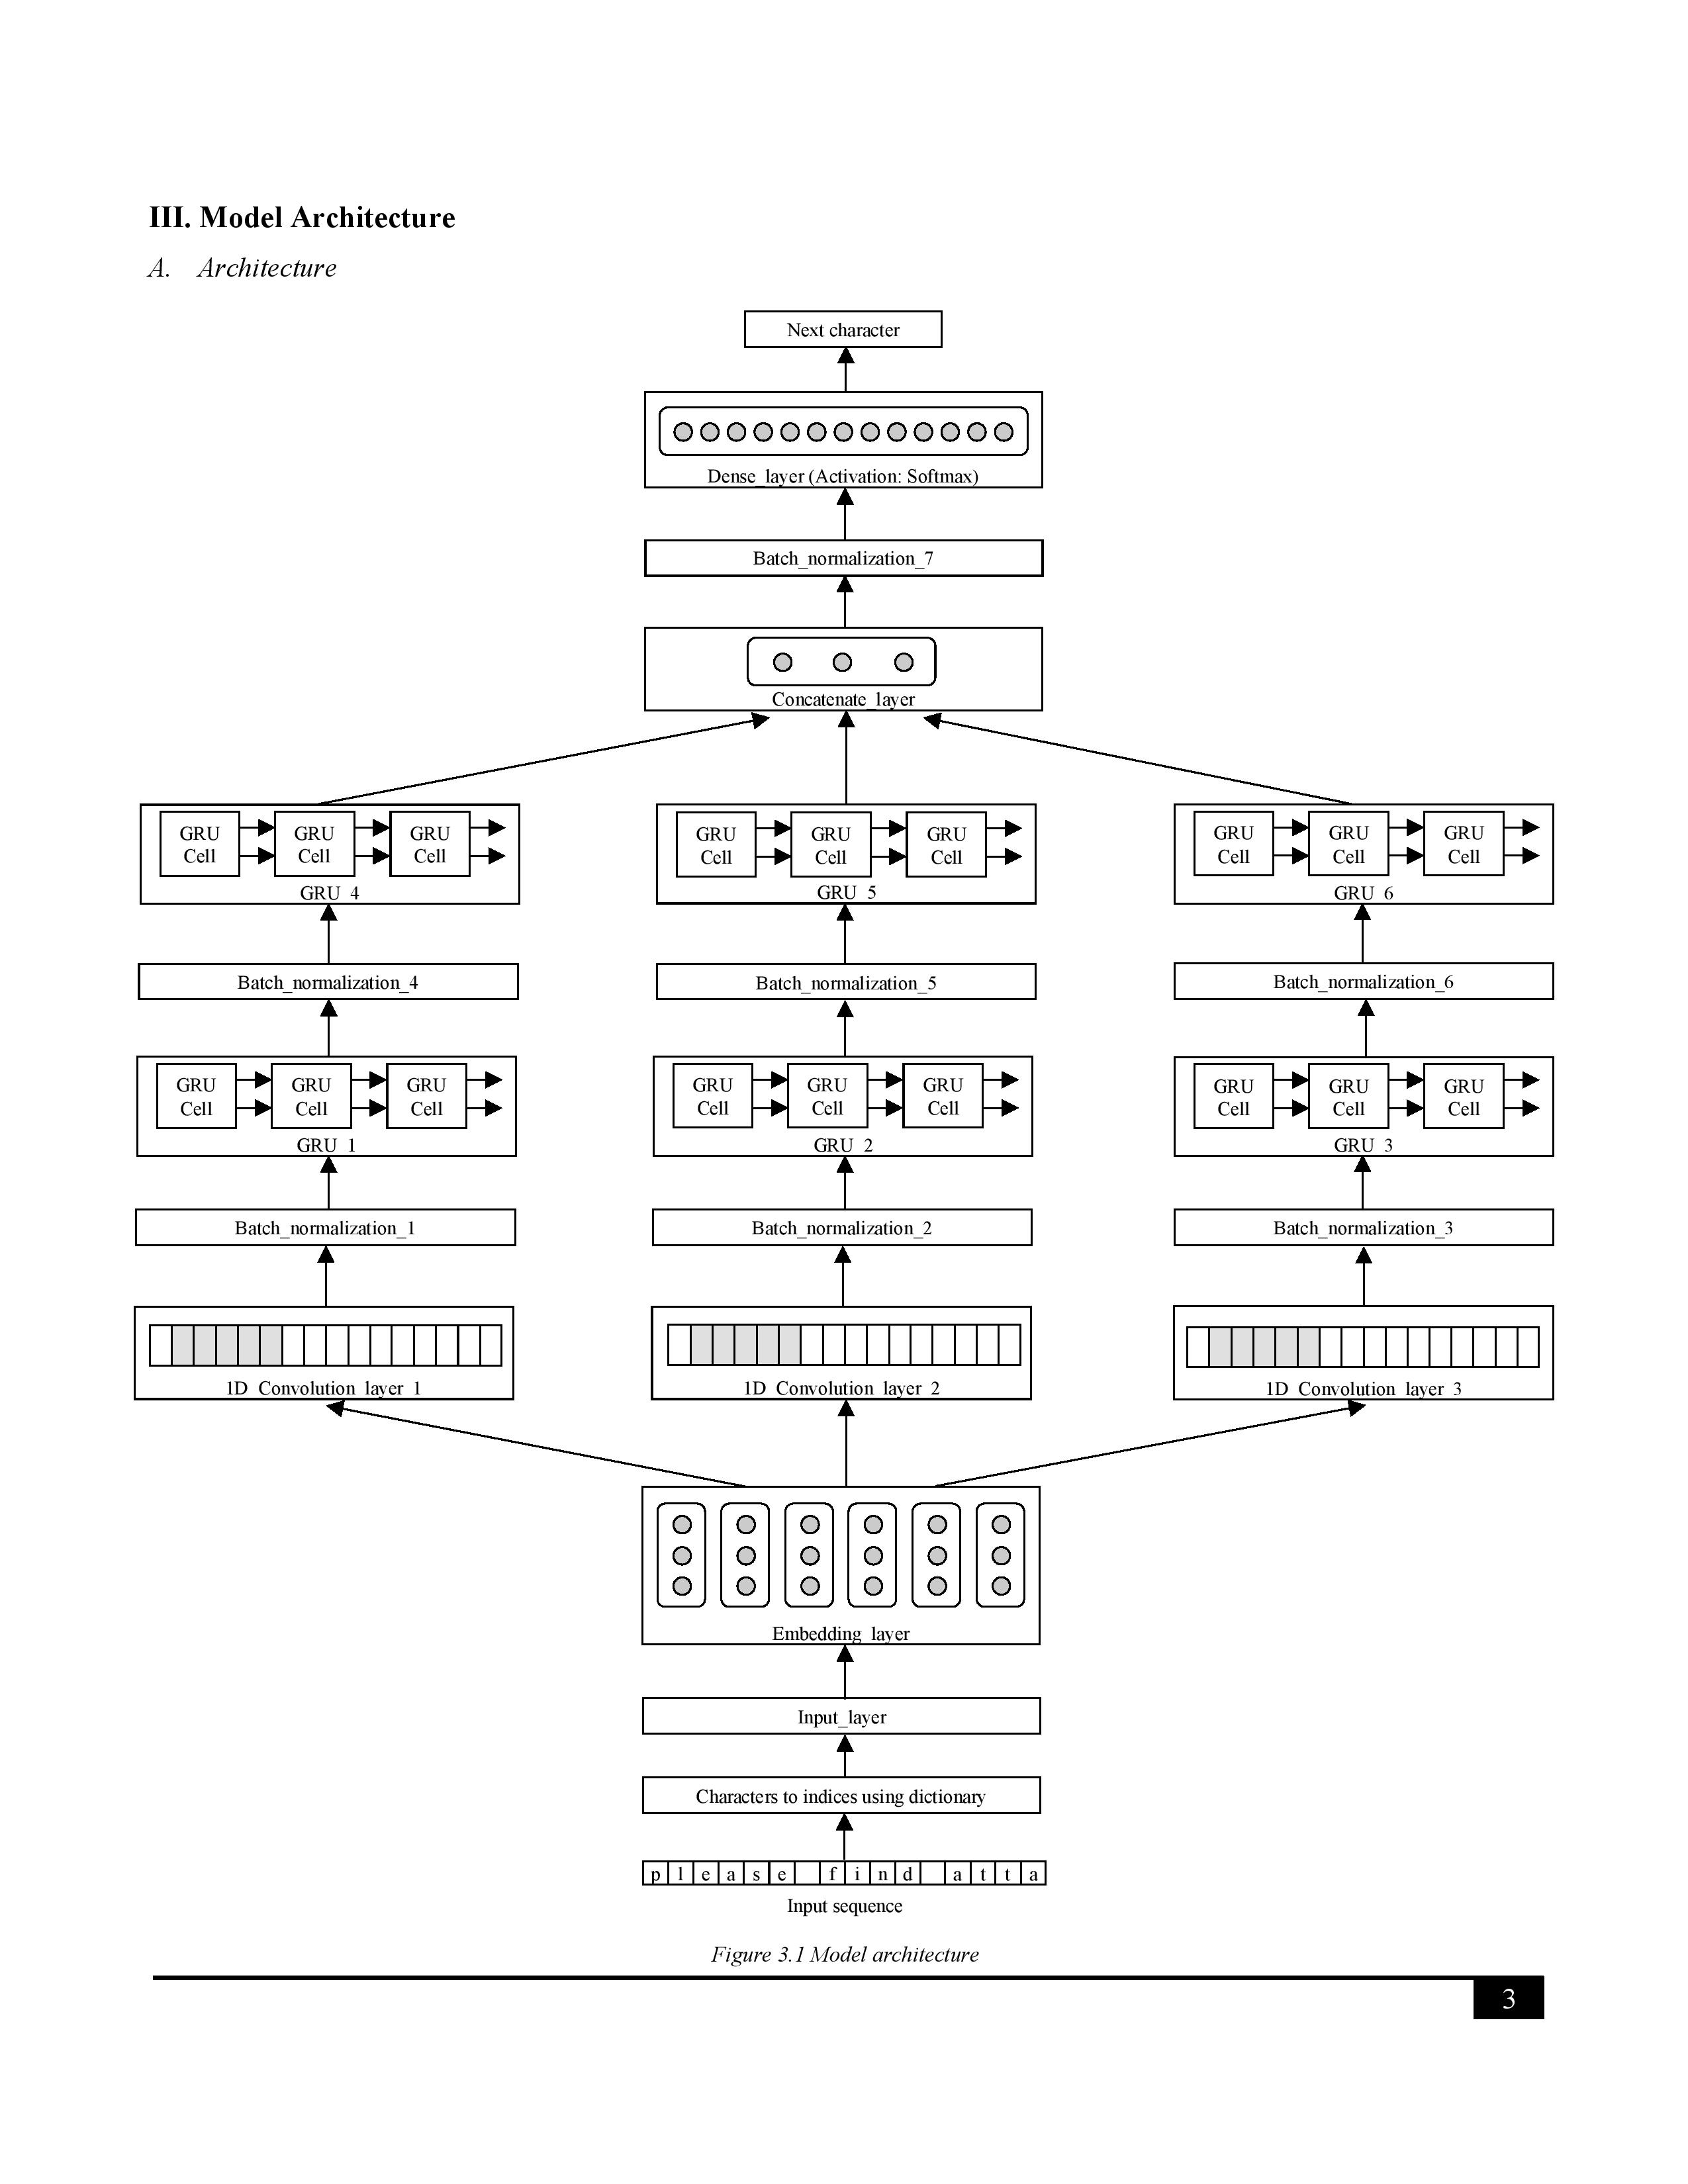 III. Model Architecture
A. Architecture
Next character
Dense_layer (Activation: Softmax)
Batch_normalization_7
Concatenate_layer
GRU Cell GRU Cell GRU Cell
GRU_4
GRU Cell GRU Cell GRU Cell
GRU_5
GRU Cell GRU Cell GRU Cell
GRU_6
Batch_normalization_4
Batch_normalization_5
Batch_normalization_6
GRU Cell GRU Cell GRU Cell
GRU_1
GRU Cell GRU Cell GRU Cell
GRU_2
GRU Cell GRU Cell GRU Cell
GRU_3
Batch_normalization_1
Batch_normalization_2
Batch_normalization_3
1D_Convolution_layer_1
1D_Convolution_layer_2
1D_Convolution_layer_3
Embedding_layer
Input_layer
Characters to indices using dictionary
p l e a s e f i n d a t t a
Input sequence
Figure 3.1 Model architecture
3